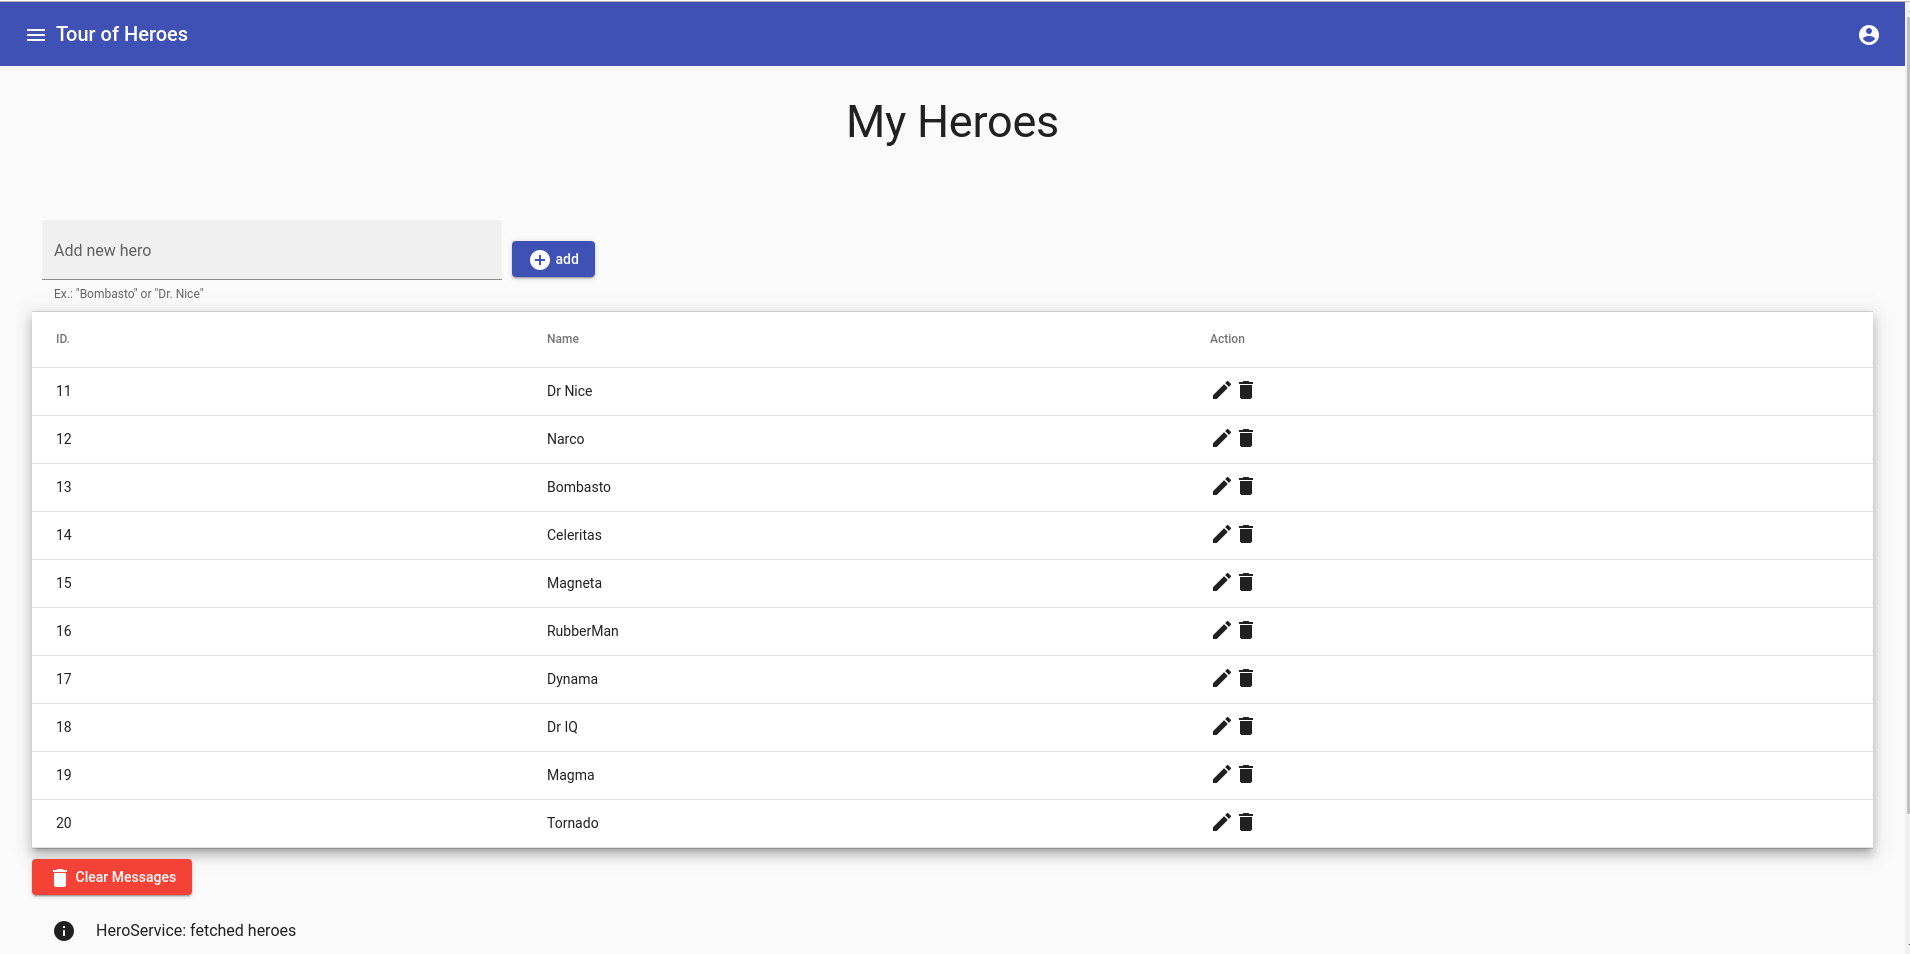 Tour of Heroes
My Heroes
Add new hero
add
Ex.: "Bombasto" or "Dr. Nice"
ID. Name Action
11 Dr Nice
12 Narco
13 Bombasto
14 Celeritas
15 Magneta
16 RubberMan
17 Dynama
18 Dr IQ
19 Magma
20 Tornado
Clear Messages
HeroService: fetched heroes